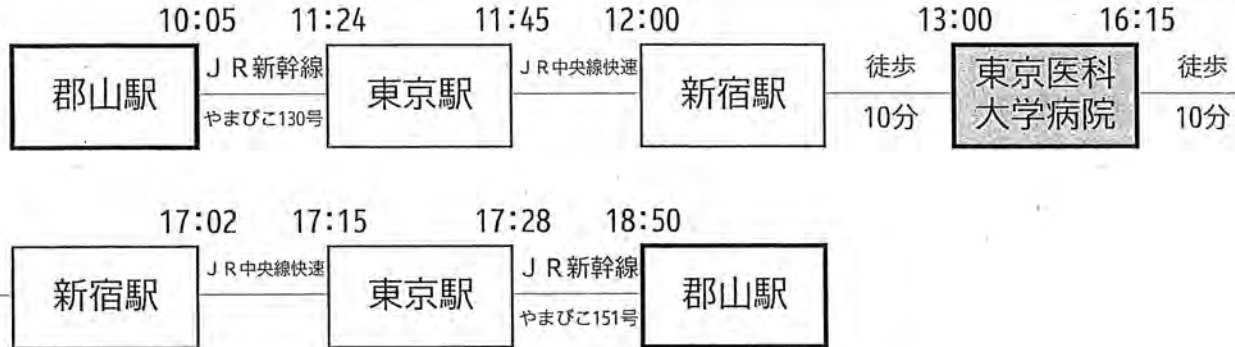 10:05 11:24 11:45 12:00 13:00 16:15
郡山駅 JR新幹線 やまびこ130号 東京駅 JR中央線快速 新宿駅 徒歩 10分 東京医科大学病院 徒歩 10分
17:02 17:15 17:28 18:50
新宿駅 JR中央線快速 東京駅 JR新幹線 やまびこ151号 郡山駅